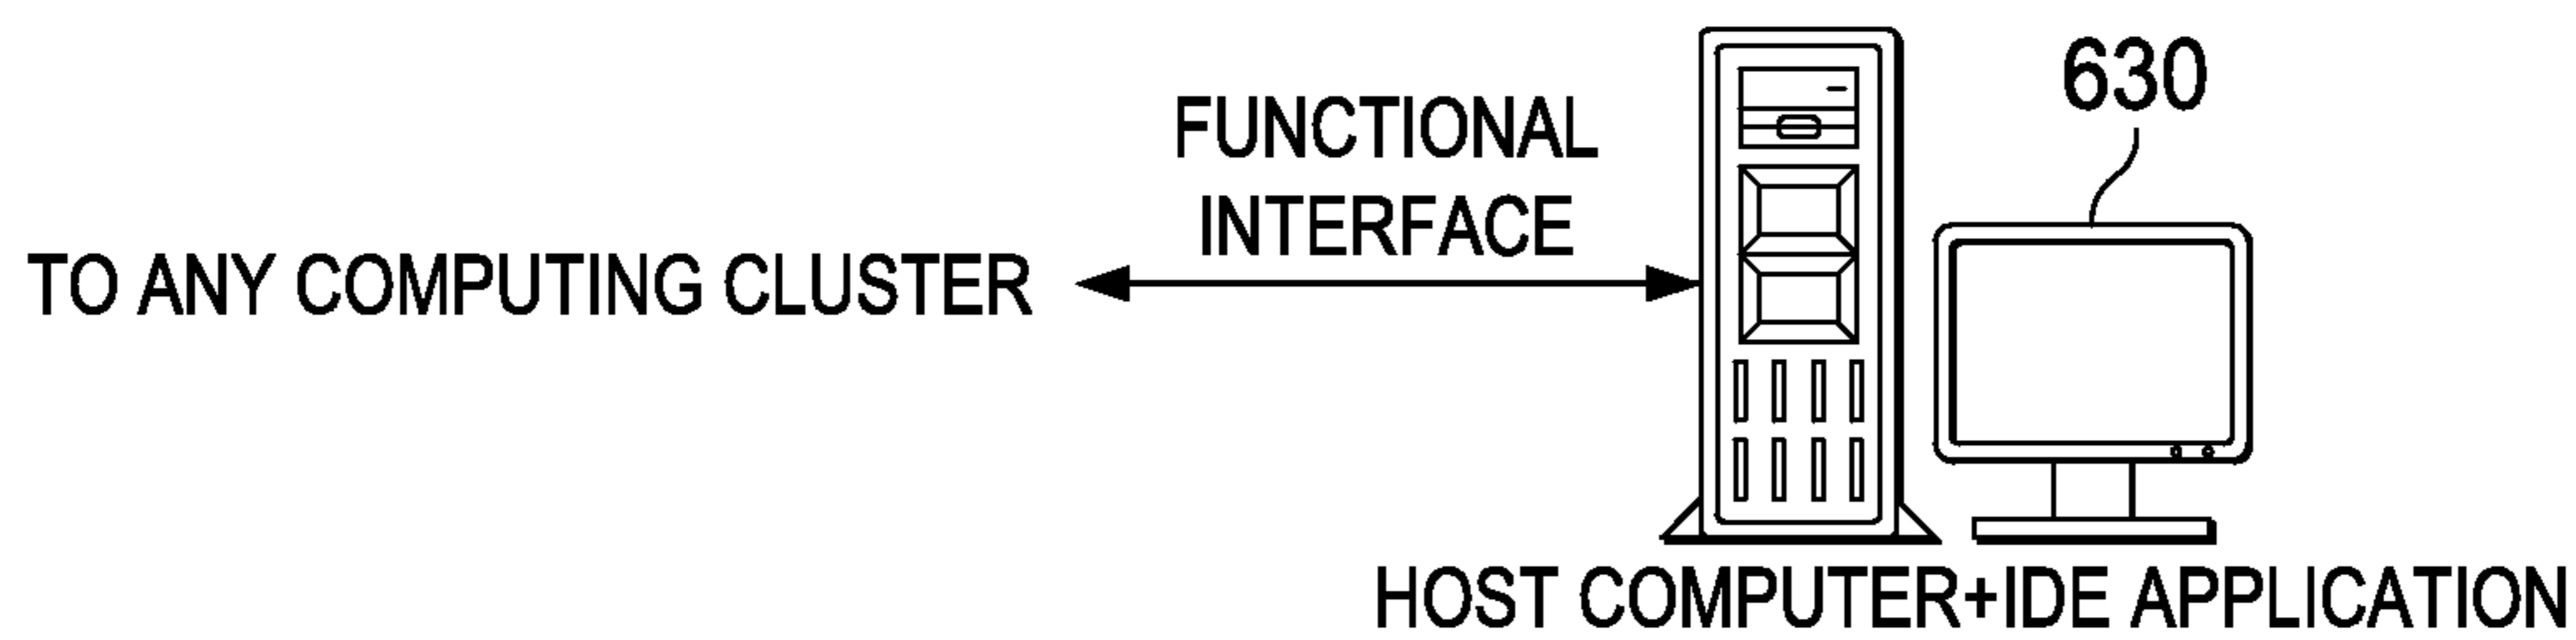 630
FUNCTIONAL
INTERFACE
TO ANY COMPUTING CLUSTER
HOST COMPUTER+IDE APPLICATION